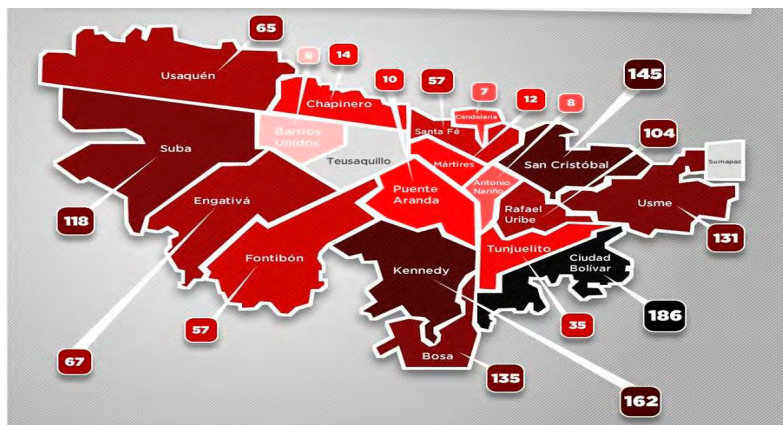 65
6
14
10
57
7
12
8
145
104
Usaquén
Chapinero
Candelaria
Santa Fé
Barrios
Unidos
Teusaquillo
Suba
Mártires
San Cristóbal
Sumapaz
Engativá
Puente
Aranda
Antonio
Nariño
Rafael
Uribe
Usme
118
131
Fontibón
Kennedy
Tunjuelito
Ciudad
Bolívar
57
35
186
67
Bosa
135
162